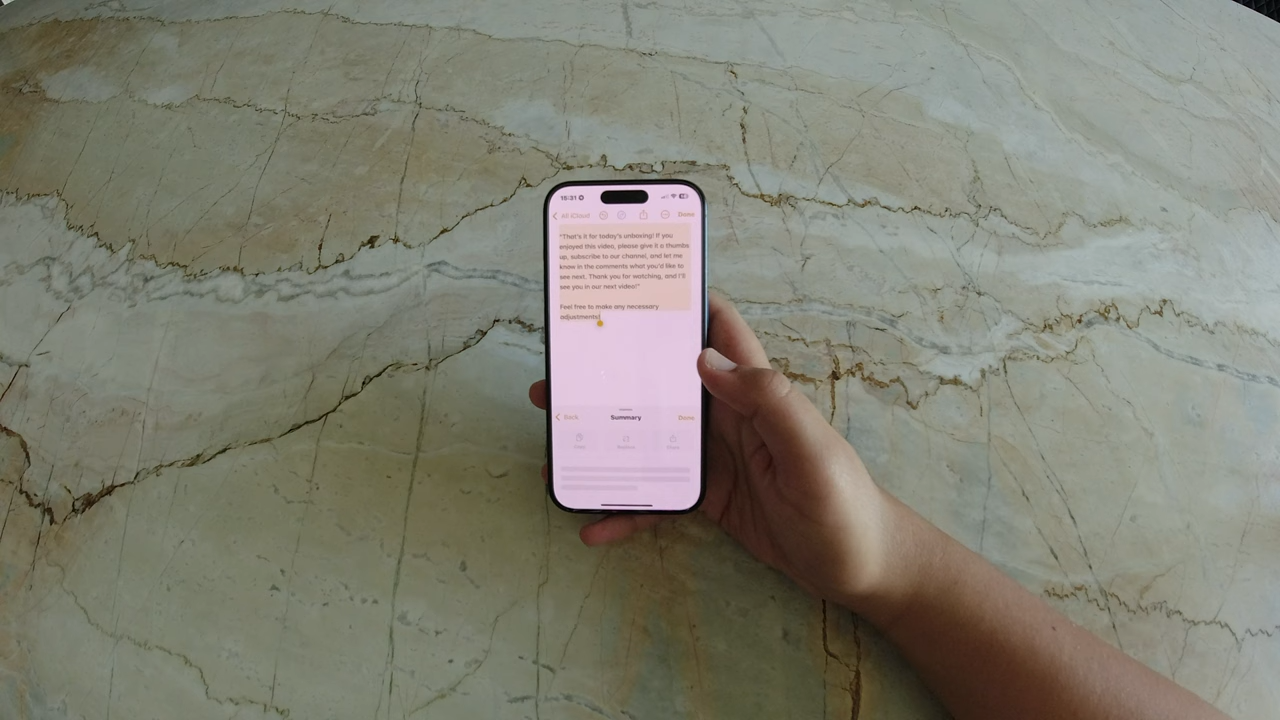 15:31
All iCloud
Done
"That's it for today's unboxing! If you
enjoyed this video, please give it a thumbs
up, subscribe to our channel, and let me
know in the comments what you'd like to
see next. Thank you for watching, and I'll
see you in our next video!"
Feel free to make any necessary
adjustments!
Back
Summary
Done